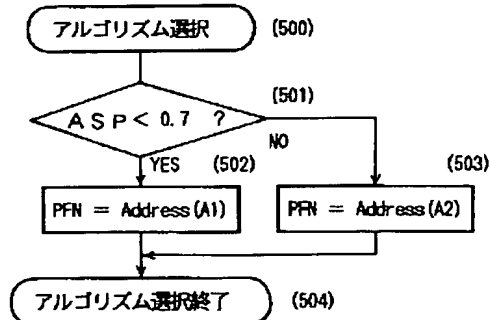 アルゴリズム選択 (500)
(501)
ASP< 0.7 ?
NO
YES (502) (503)
PFN = Address(A1) PFN = Address(A2)
アルゴリズム選択終了 (504)